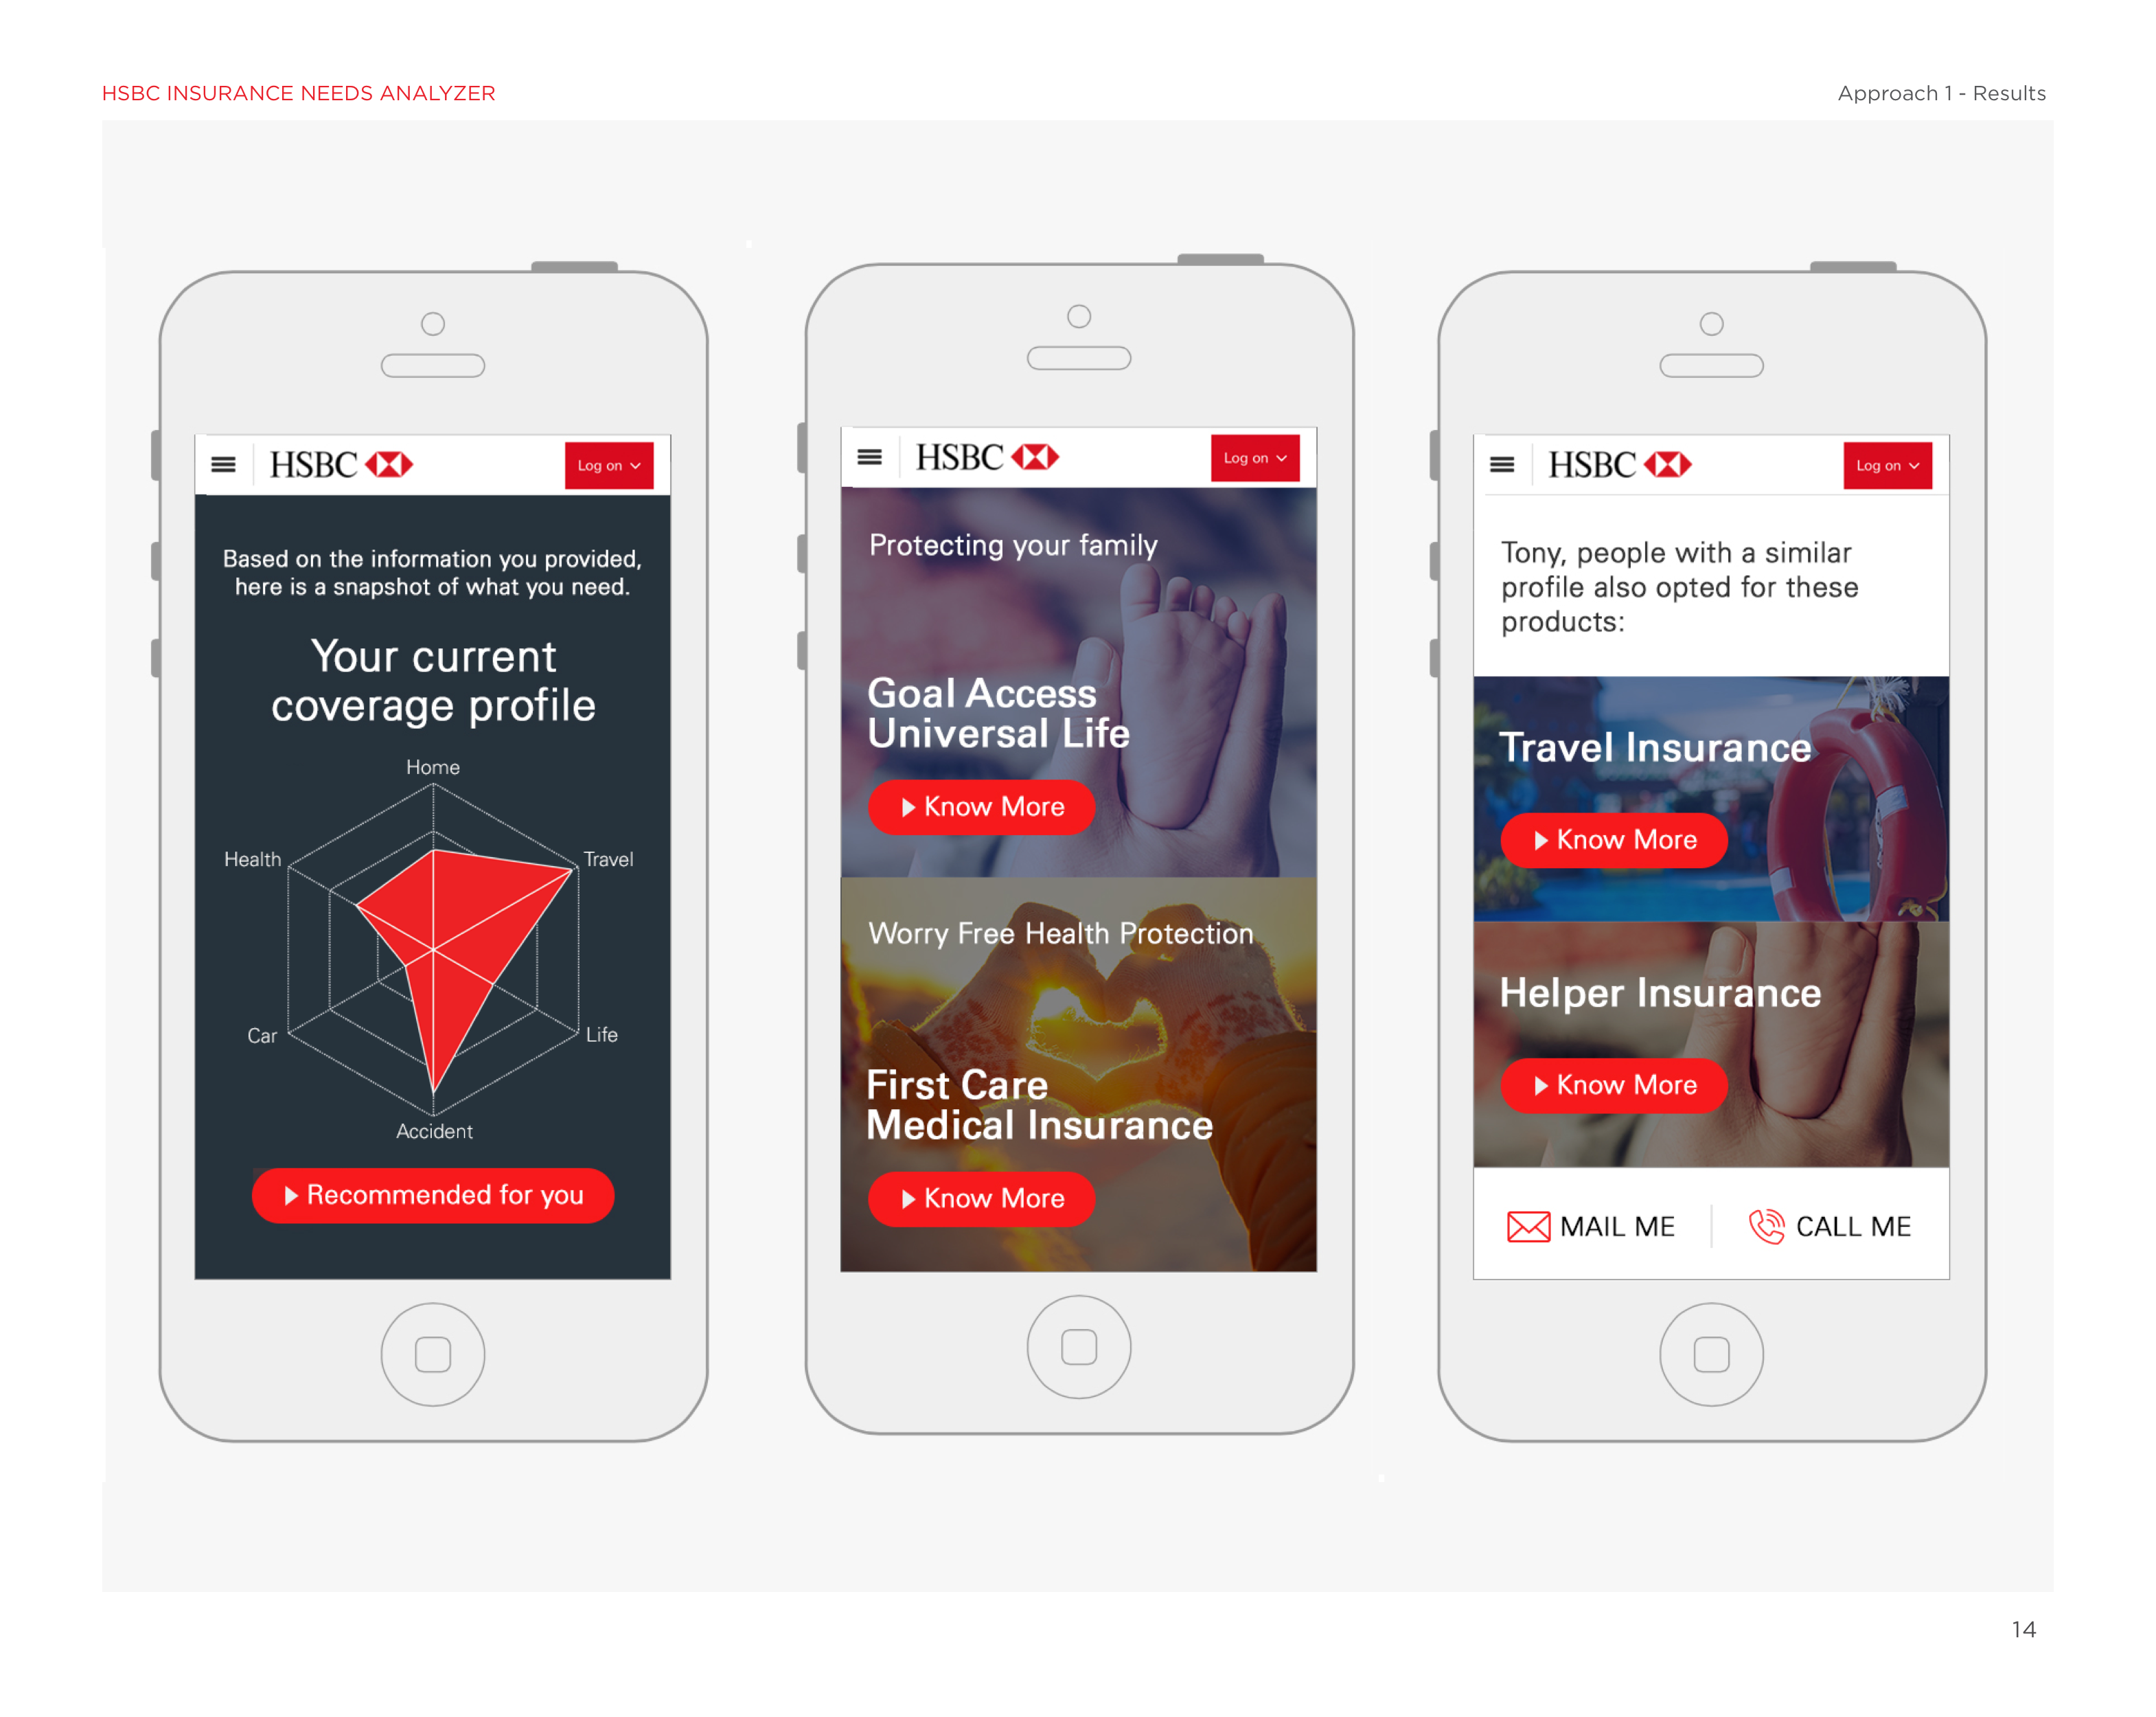 HSBC INSURANCE NEEDS ANALYZER
Approach 1 - Results
HSBC
Log on
Based on the information you provided,
here is a snapshot of what you need.
Your current
coverage profile
Home
Health
Travel
Car
Life
Accident
Recommended for you
HSBC
Log on
Protecting your family
Goal Access
Universal Life
Know More
Worry Free Health Protection
First Care
Medical Insurance
Know More
HSBC
Log on
Tony, people with a similar
profile also opted for these
products:
Travel Insurance
Know More
Helper Insurance
Know More
MAIL ME
CALL ME
14